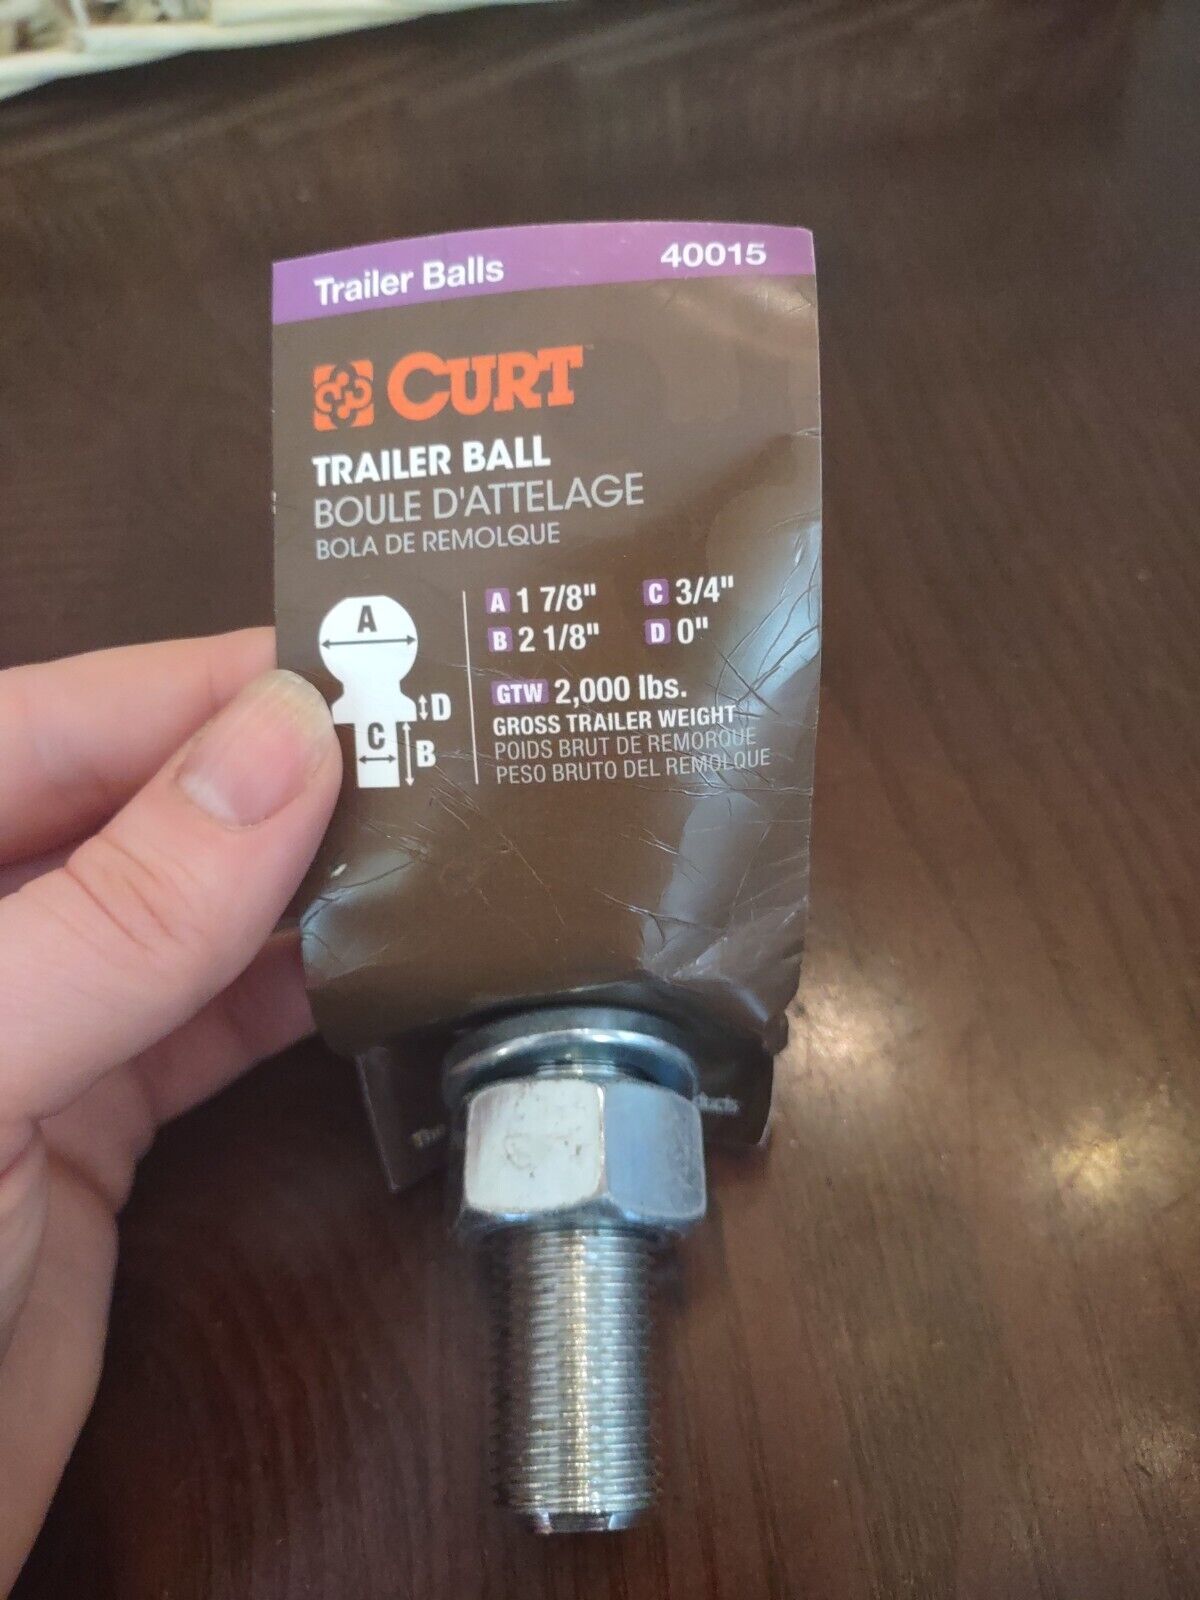 Trailer Balls 40015
CURT
TRAILER BALL
BOULE D'ATTELAGE
BOLA DE REMOLQUE
A 1 7/8" C 3/4"
B 2 1/8" D 0"
A
D
C
B
GTW 2,000 lbs.
GROSS TRAILER WEIGHT
POIDS BRUT DE REMORQUE
PESO BRUTO DEL REMOLQUE
The